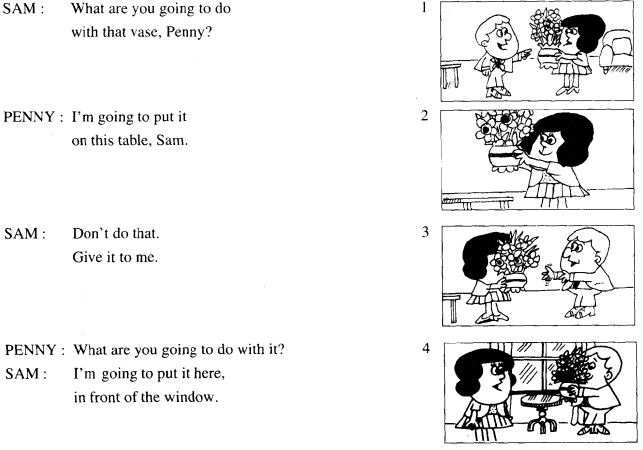 SAM : What are you going to do
with that vase, Penny?
1
PENNY : I'm going to put it
on this table, Sam.
2
SAM : Don't do that.
Give it to me.
3
PENNY : What are you going to do with it?
SAM : I'm going to put it here,
in front of the window.
4